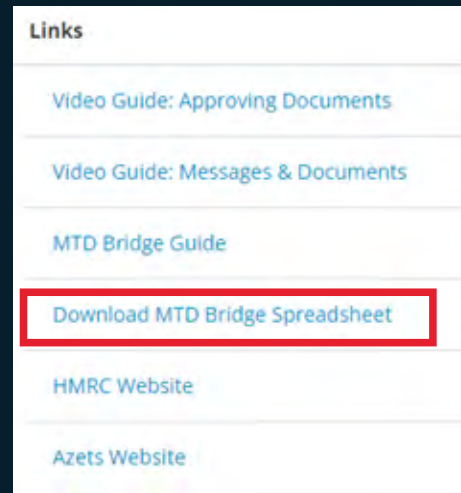 Links
Video Guide: Approving Documents
Video Guide: Messages & Documents
MTD Bridge Guide
Download MTD Bridge Spreadsheet
HMRC Website
Azets Website